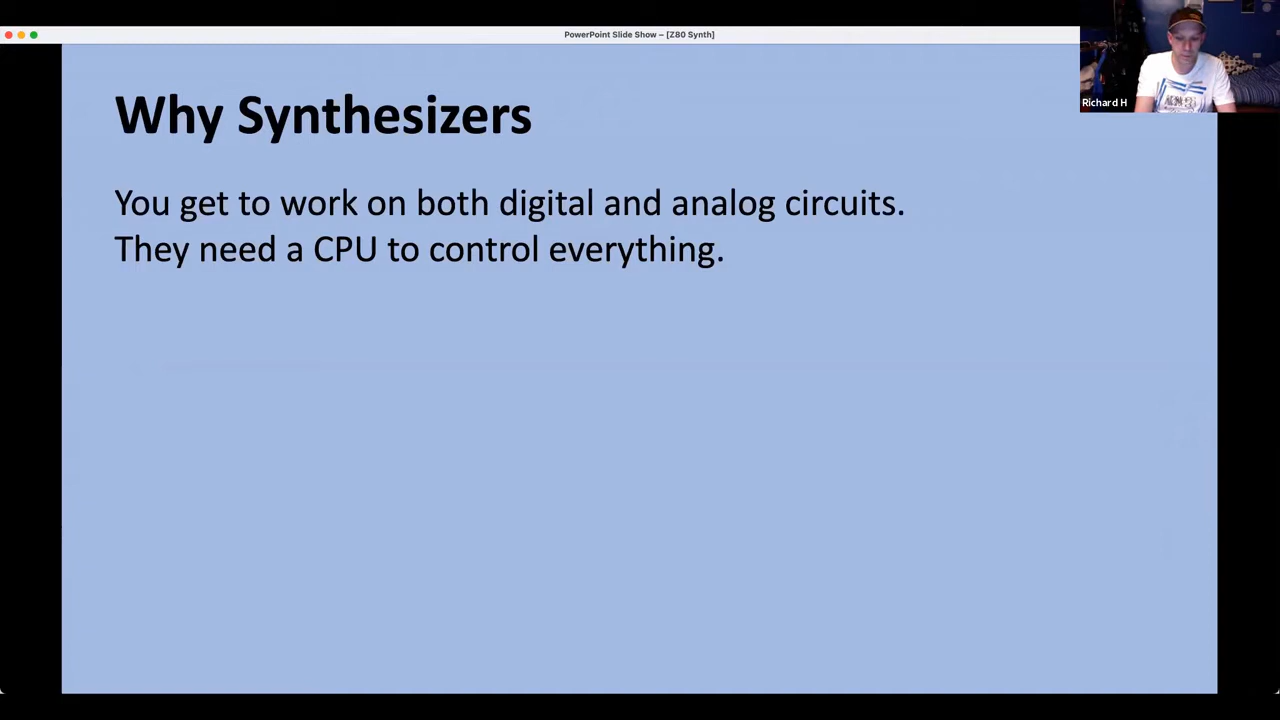 PowerPoint Slide Show – [Z80 Synth]
Richard H
Why Synthesizers
You get to work on both digital and analog circuits.
They need a CPU to control everything.